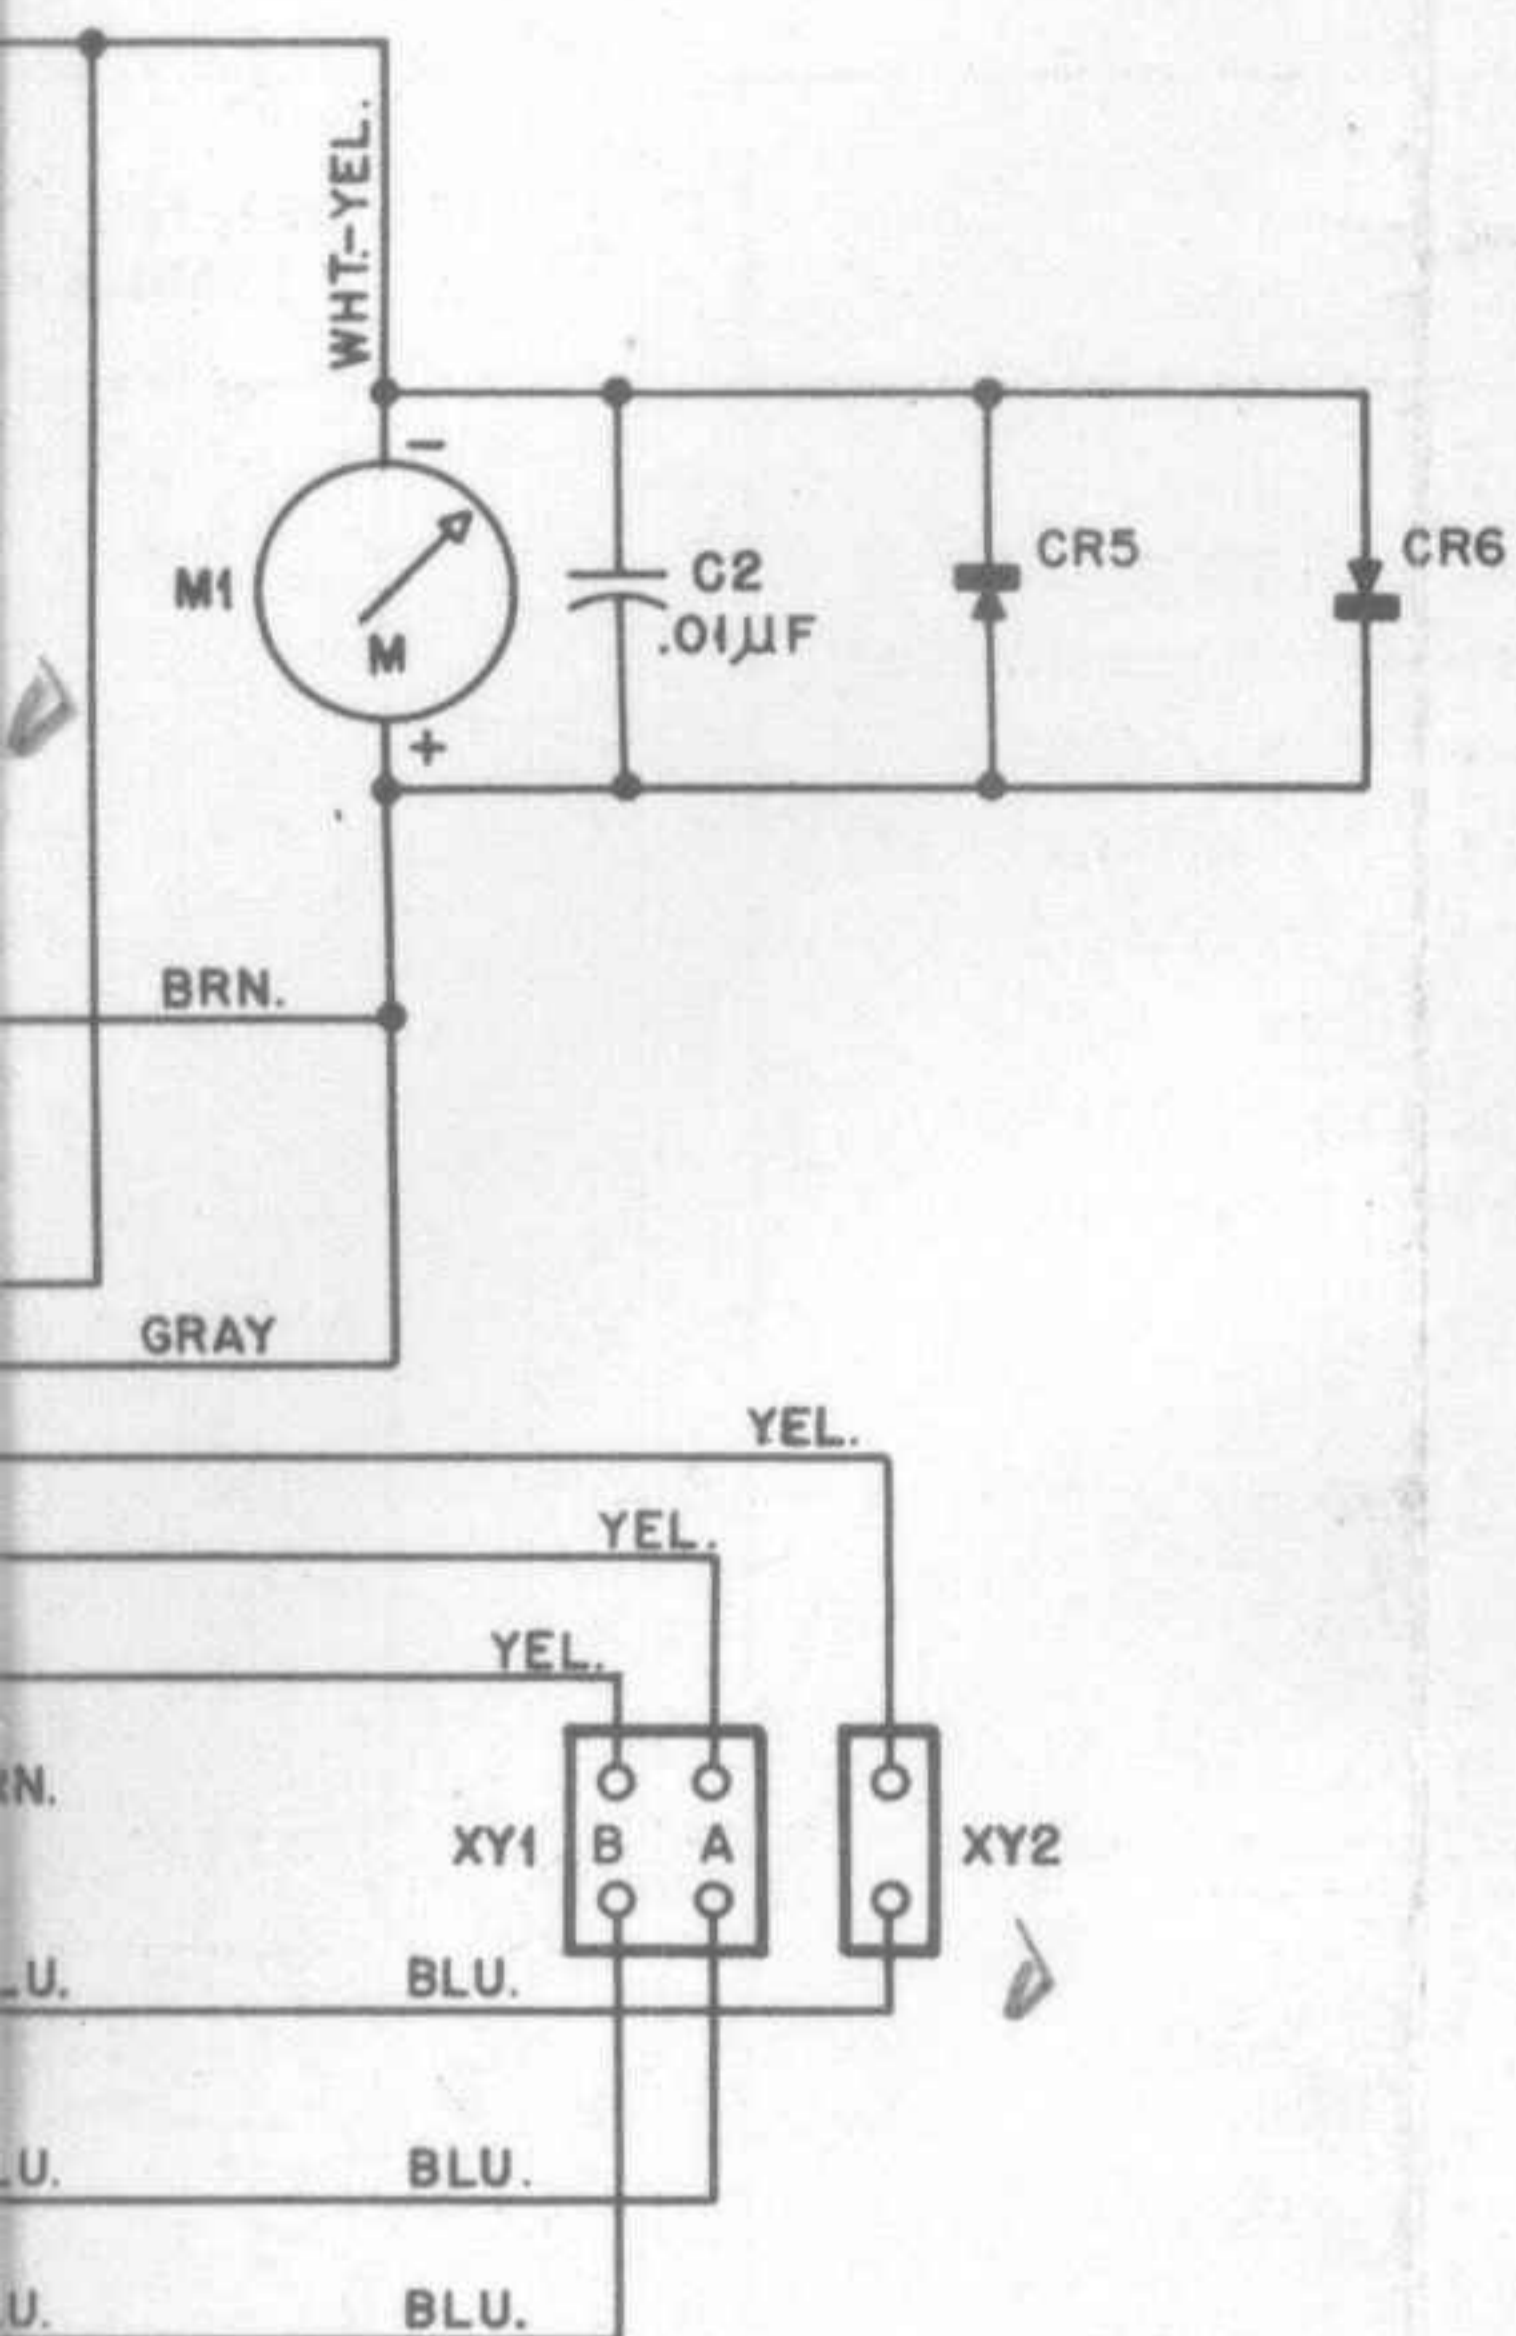 WHT.-YEL.
−
M1
M
+
C2
.01µF
CR5
CR6
BRN.
GRAY
YEL.
YEL.
YEL.
XY1
B
A
XY2
BLU.
BLU.
BLU.